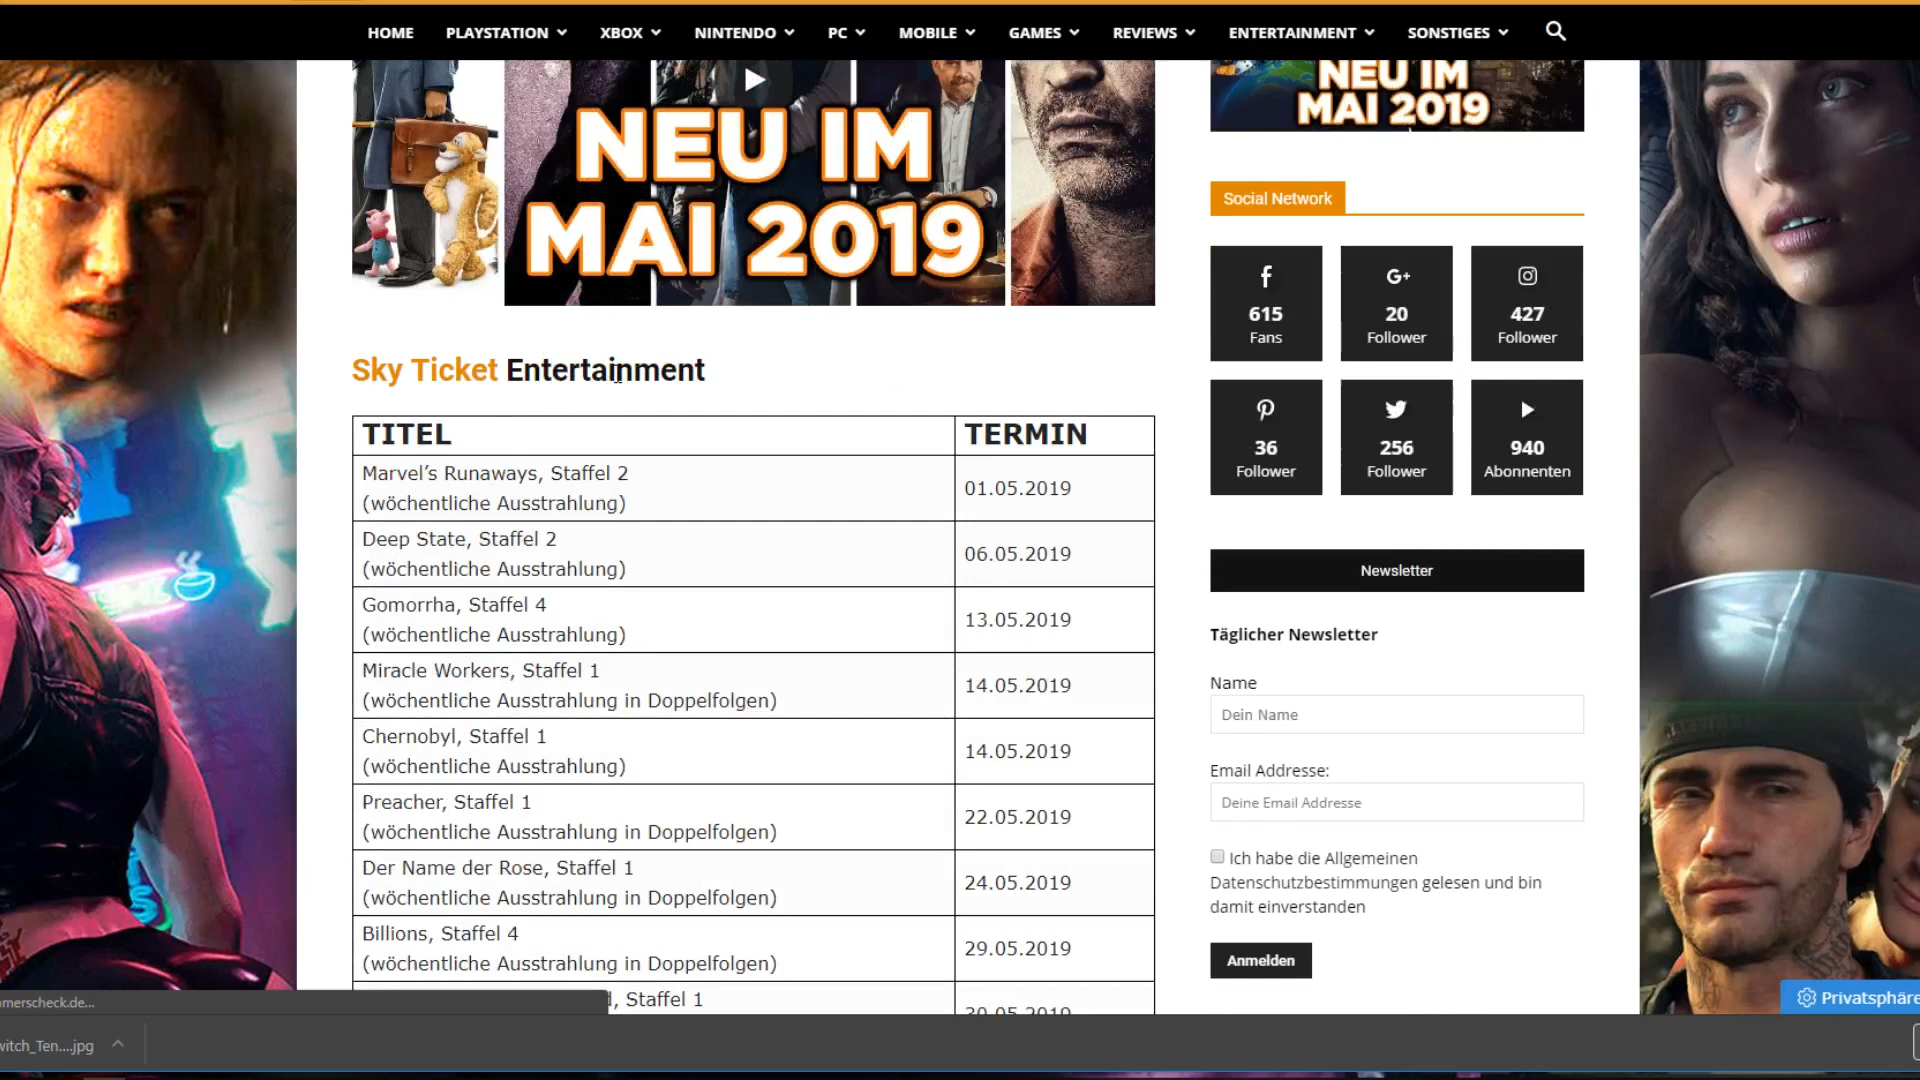 HOME PLAYSTATION XBOX NINTENDO PC MOBILE GAMES REVIEWS ENTERTAINMENT SONSTIGES
NEU IM
MAI 2019
NEU IM
MAI 2019
Sky Ticket Entertainment
TITEL TERMIN
Marvel’s Runaways, Staffel 2
(wöchentliche Ausstrahlung)
01.05.2019
Deep State, Staffel 2
(wöchentliche Ausstrahlung)
06.05.2019
Gomorrha, Staffel 4
(wöchentliche Ausstrahlung)
13.05.2019
Miracle Workers, Staffel 1
(wöchentliche Ausstrahlung in Doppelfolgen)
14.05.2019
Chernobyl, Staffel 1
(wöchentliche Ausstrahlung)
14.05.2019
Preacher, Staffel 1
(wöchentliche Ausstrahlung in Doppelfolgen)
22.05.2019
Der Name der Rose, Staffel 1
(wöchentliche Ausstrahlung in Doppelfolgen)
24.05.2019
Billions, Staffel 4
(wöchentliche Ausstrahlung in Doppelfolgen)
29.05.2019
, Staffel 1
30.05.2019
Social Network
615
Fans
G+
20
Follower
427
Follower
36
Follower
256
Follower
940
Abonnenten
Newsletter
Täglicher Newsletter
Name
Dein Name
Email Addresse:
Deine Email Addresse
Ich habe die Allgemeinen
Datenschutzbestimmungen gelesen und bin
damit einverstanden
Anmelden
Privatsphäre
merscheck.de...
witch_Ten....jpg